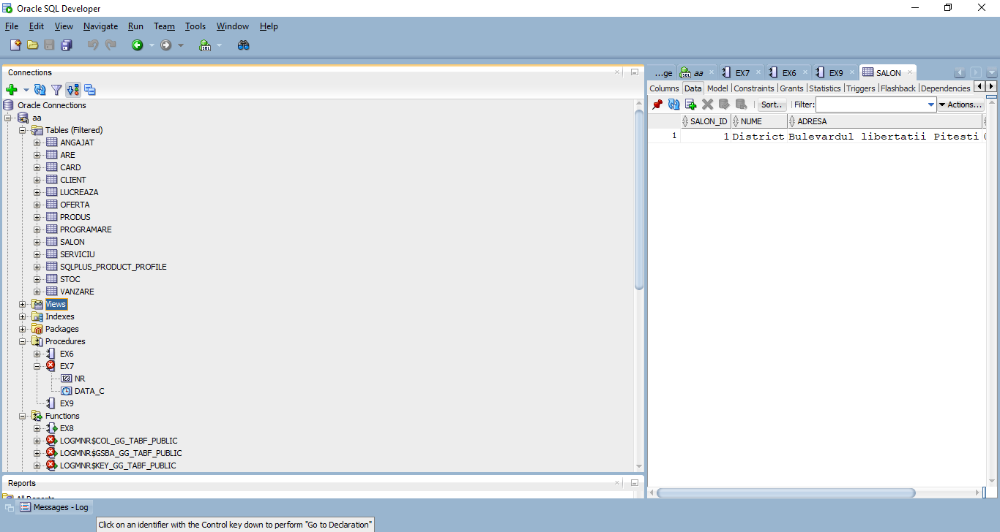 Oracle SQL Developer
File Edit View Navigate Run Team Tools Window Help
Connections
Oracle Connections
aa
Tables (Filtered)
ANGAJAT
ARE
CARD
CLIENT
LUCREAZA
OFERTA
PRODUS
PROGRAMARE
SALON
SERVICIU
SQLPLUS_PRODUCT_PROFILE
STOC
VANZARE
Views
Indexes
Packages
Procedures
EX6
EX7
NR
DATA_C
EX9
Functions
EX8
LOGMNR$COL_GG_TABF_PUBLIC
LOGMNR$GSBA_GG_TABF_PUBLIC
LOGMNR$KEY_GG_TABF_PUBLIC
Reports
All Reports
...ge aa EX7 EX6 EX9 SALON
Columns Data Model Constraints Grants Statistics Triggers Flashback Dependencies
Sort.. Filter: Actions...
SALON_ID NUME ADRESA
1 1 District Bulevardul libertatii Pitesti
Messages - Log
Click on an identifier with the Control key down to perform "Go to Declaration"